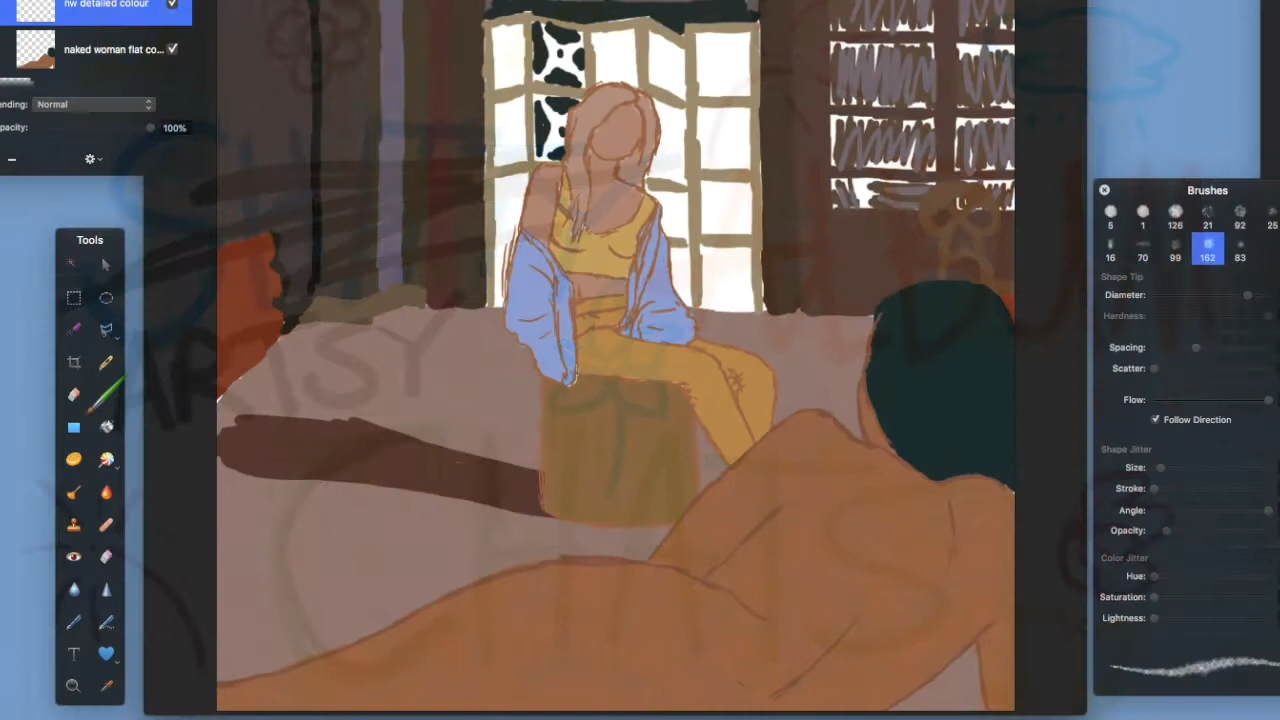 nw detailed colour
naked woman flat co...
ending: Normal
pacity: 100%
Tools
Brushes
5 1 126 21 92 25
16 70 99 162 83
Shape Tip
Diameter:
Hardness:
Spacing:
Scatter:
Flow:
Follow Direction
Shape Jitter
Size:
Stroke:
Angle:
Opacity:
Color Jitter
Hue:
Saturation:
Lightness:
ARTSY